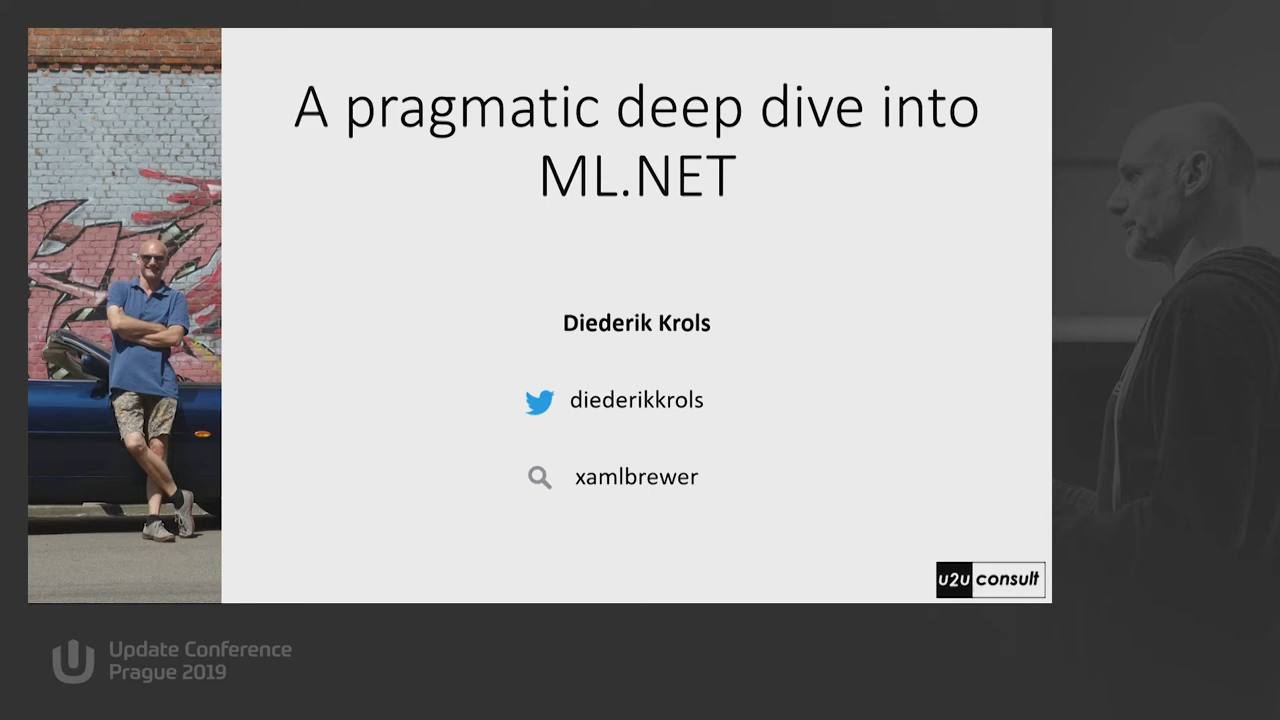 A pragmatic deep dive into
ML.NET
Diederik Krols
diederikkrols
xamlbrewer
u2u consult
Update Conference
Prague 2019